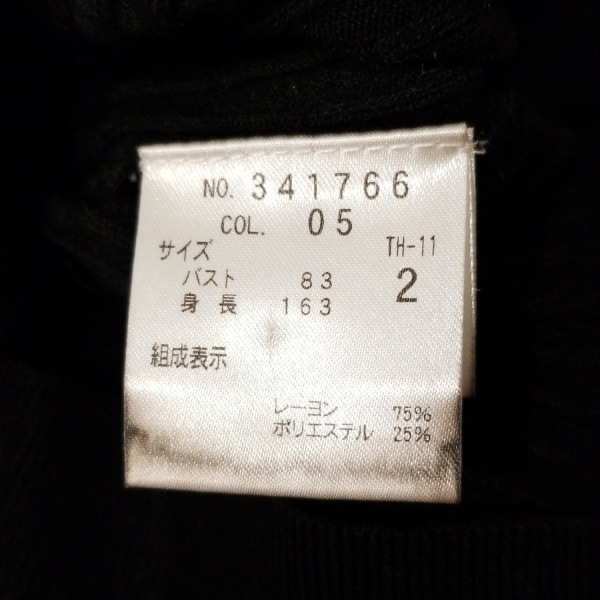 NO. 341766
COL. 05
サイズ TH-11
バスト 83 2
身長 163
組成表示
レーヨン 75%
ポリエステル 25%